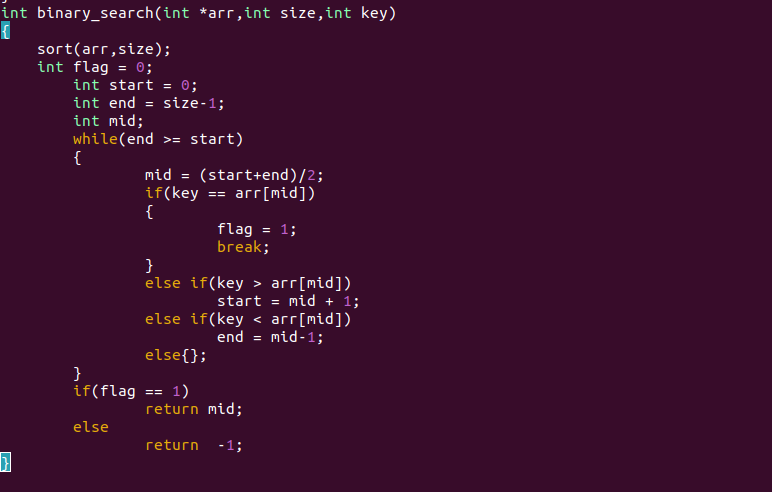 int binary_search(int *arr,int size,int key)
{
    sort(arr,size);
    int flag = 0;
        int start = 0;
        int end = size-1;
        int mid;
        while(end >= start)
        {
                mid = (start+end)/2;
                if(key == arr[mid])
                {
                        flag = 1;
                        break;
                }
                else if(key > arr[mid])
                        start = mid + 1;
                else if(key < arr[mid])
                        end = mid-1;
                else{};
        }
        if(flag == 1)
                return mid;
        else
                return  -1;
}